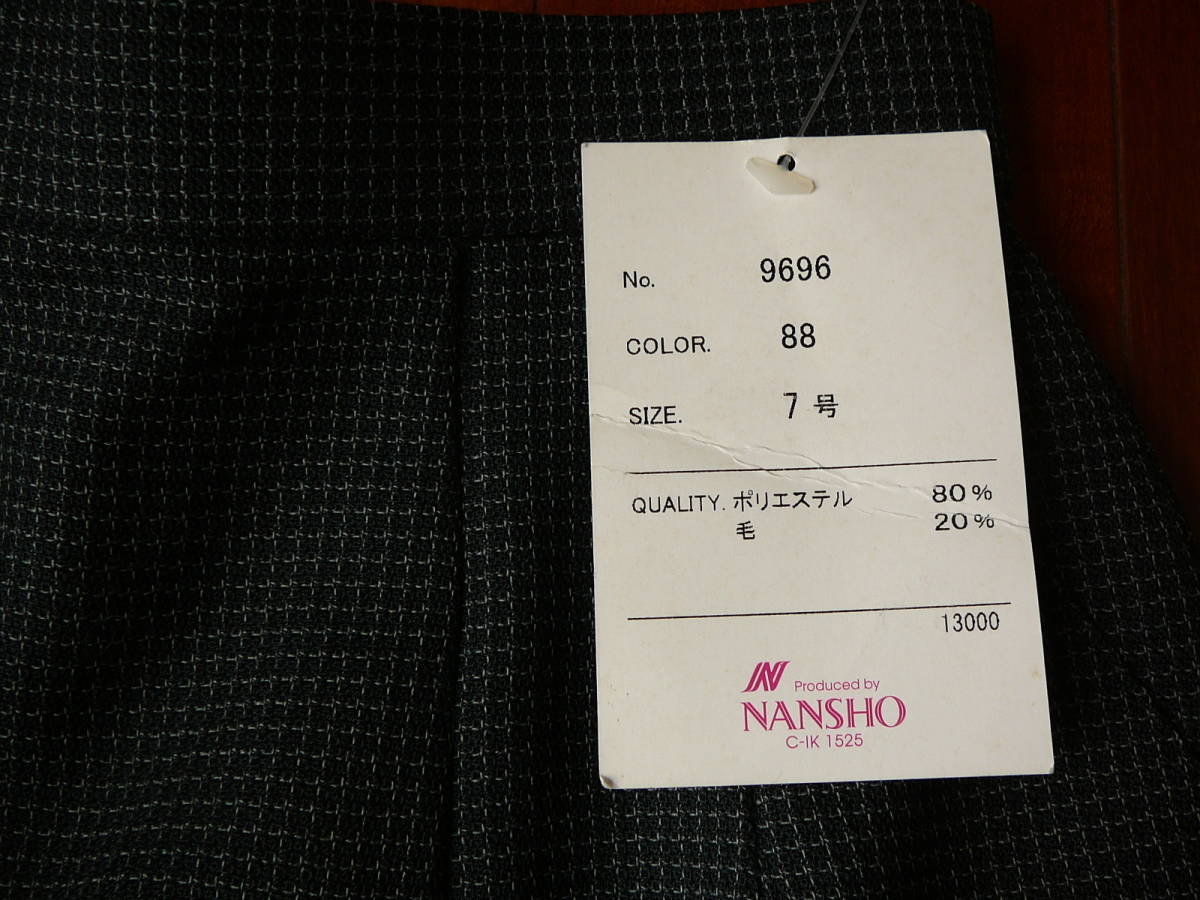 No. 9696
COLOR. 88
SIZE. 7 号
QUALITY. ポリエステル 80%
毛 20%
13000
Produced by
NANSHO
C-IK 1525